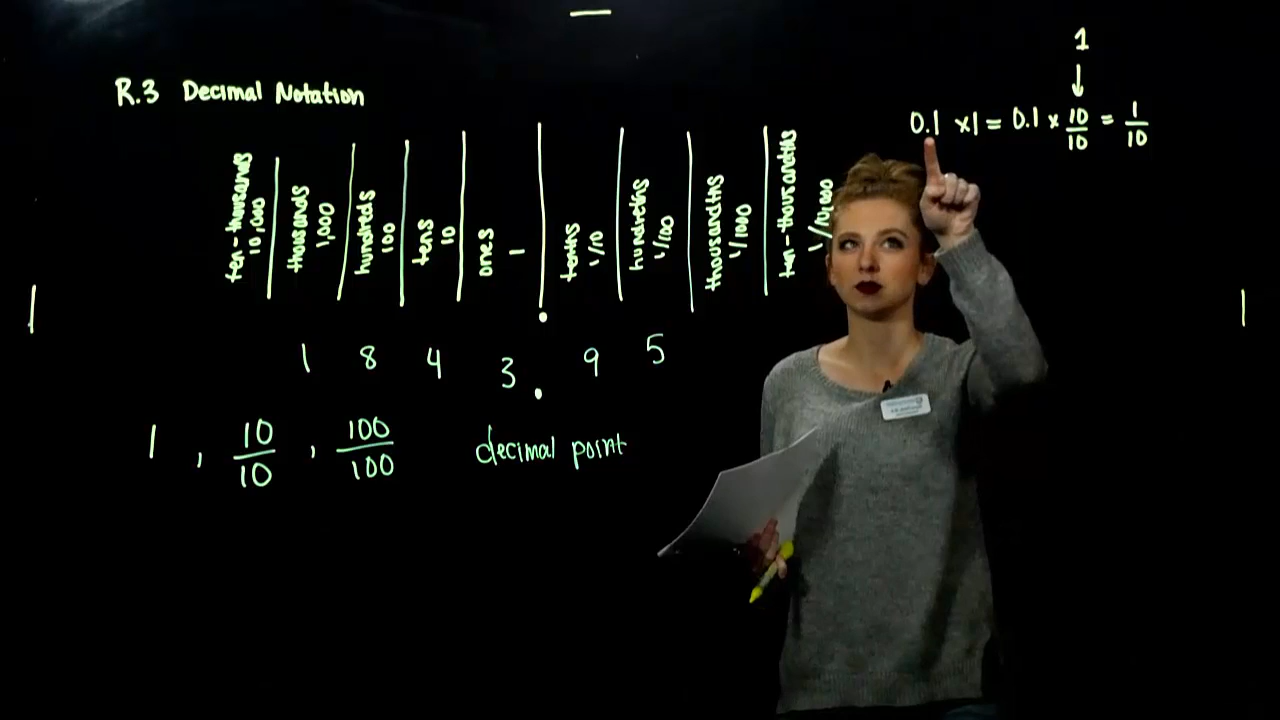 R.3 Decimal Notation
1
↓
0.1 ×1 = 0.1 × 10/10 = 1/10
ten-thousands 10,000
thousands 1,000
hundreds 100
tens 10
ones
tenths 1/10
hundreths 1/100
thousandths 1/1000
ten-thousandths 1/10,000
1 8 4 3 . 9 5
1 , 10/10 , 100/100
decimal point